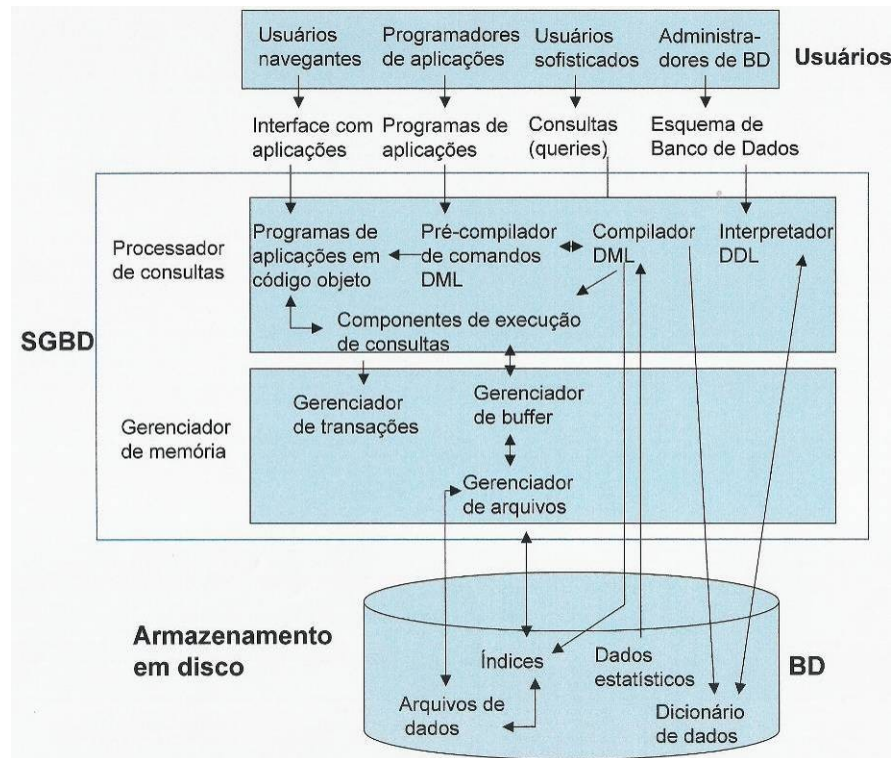 Usuários
navegantes
Programadores
de aplicações
Usuários
sofisticados
Administra-
dores de BD
Usuários
Interface com
aplicações
Programas de
aplicações
Consultas
(queries)
Esquema de
Banco de Dados
SGBD
Processador
de consultas
Programas de
aplicações em
código objeto
Pré-compilador
de comandos
DML
Compilador
DML
Interpretador
DDL
Componentes de execução
de consultas
Gerenciador
de memória
Gerenciador
de transações
Gerenciador
de buffer
Gerenciador
de arquivos
Armazenamento
em disco
Índices
Dados
estatísticos
BD
Arquivos de
dados
Dicionário
de dados